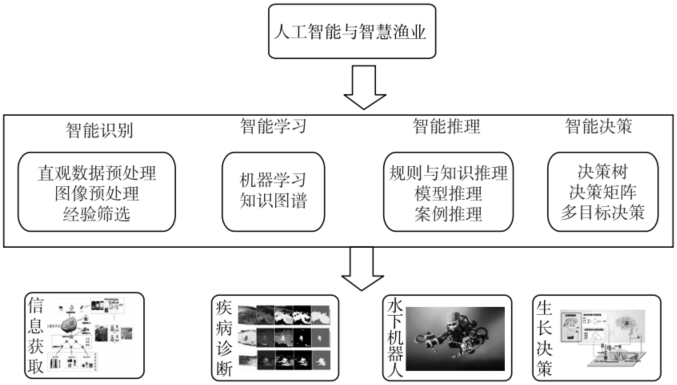 人工智能与智慧渔业
智能识别
智能学习
智能推理
智能决策
直观数据预处理
图像预处理
经验筛选
机器学习
知识图谱
规则与知识推理
模型推理
案例推理
决策树
决策矩阵
多目标决策
信息获取
疾病诊断
水下机器人
生长决策